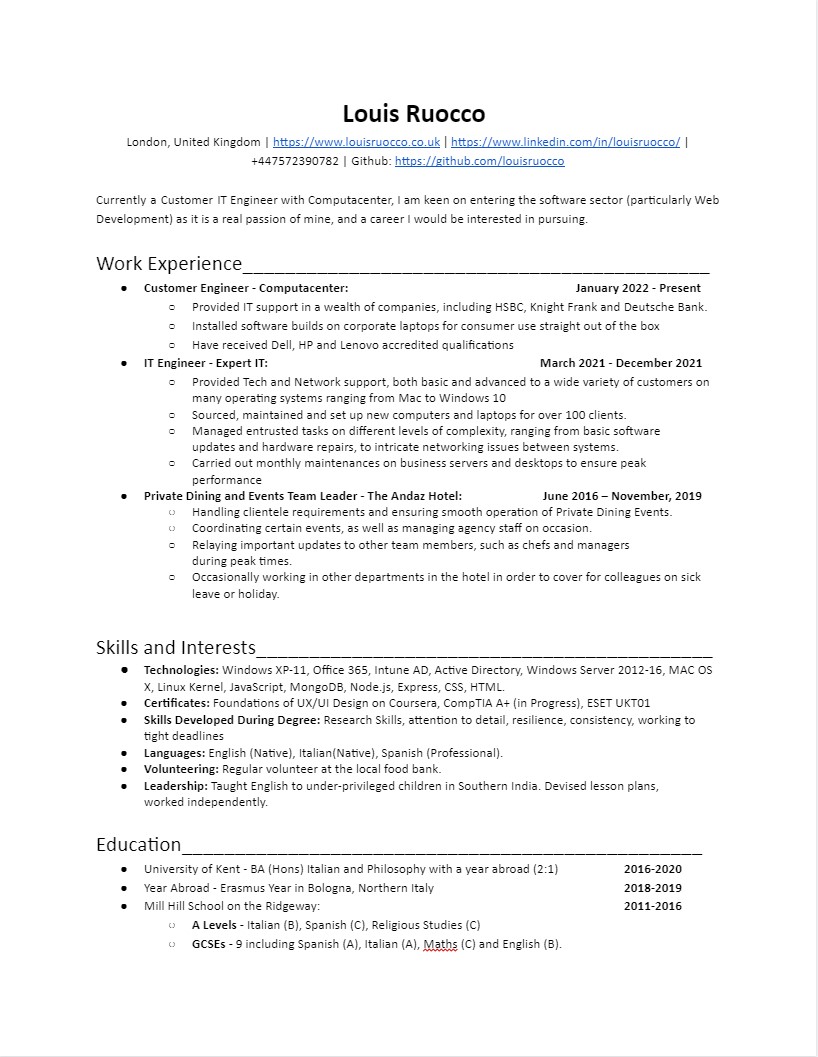 Louis Ruocco
London, United Kingdom | https://www.louisruocco.co.uk | https://www.linkedin.com/in/louisruocco/ |
+447572390782 | Github: https://github.com/louisruocco
Currently a Customer IT Engineer with Computacenter, I am keen on entering the software sector (particularly Web
Development) as it is a real passion of mine, and a career I would be interested in pursuing.
Work Experience
● Customer Engineer - Computacenter: January 2022 - Present
○ Provided IT support in a wealth of companies, including HSBC, Knight Frank and Deutsche Bank.
○ Installed software builds on corporate laptops for consumer use straight out of the box
○ Have received Dell, HP and Lenovo accredited qualifications
● IT Engineer - Expert IT: March 2021 - December 2021
○ Provided Tech and Network support, both basic and advanced to a wide variety of customers on
many operating systems ranging from Mac to Windows 10
○ Sourced, maintained and set up new computers and laptops for over 100 clients.
○ Managed entrusted tasks on different levels of complexity, ranging from basic software
updates and hardware repairs, to intricate networking issues between systems.
○ Carried out monthly maintenances on business servers and desktops to ensure peak
performance
● Private Dining and Events Team Leader - The Andaz Hotel: June 2016 – November, 2019
○ Handling clientele requirements and ensuring smooth operation of Private Dining Events.
○ Coordinating certain events, as well as managing agency staff on occasion.
○ Relaying important updates to other team members, such as chefs and managers
during peak times.
○ Occasionally working in other departments in the hotel in order to cover for colleagues on sick
leave or holiday.
Skills and Interests
● Technologies: Windows XP-11, Office 365, Intune AD, Active Directory, Windows Server 2012-16, MAC OS
X, Linux Kernel, JavaScript, MongoDB, Node.js, Express, CSS, HTML.
● Certificates: Foundations of UX/UI Design on Coursera, CompTIA A+ (in Progress), ESET UKT01
● Skills Developed During Degree: Research Skills, attention to detail, resilience, consistency, working to
tight deadlines
● Languages: English (Native), Italian(Native), Spanish (Professional).
● Volunteering: Regular volunteer at the local food bank.
● Leadership: Taught English to under-privileged children in Southern India. Devised lesson plans,
worked independently.
Education
● University of Kent - BA (Hons) Italian and Philosophy with a year abroad (2:1) 2016-2020
● Year Abroad - Erasmus Year in Bologna, Northern Italy 2018-2019
● Mill Hill School on the Ridgeway: 2011-2016
○ A Levels - Italian (B), Spanish (C), Religious Studies (C)
○ GCSEs - 9 including Spanish (A), Italian (A), Maths (C) and English (B).